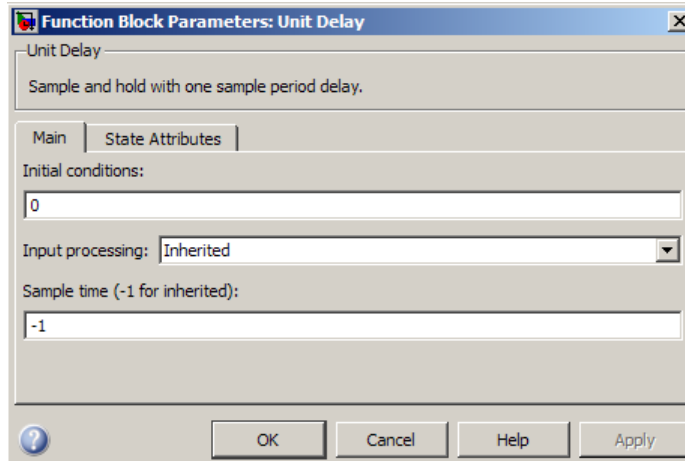 Function Block Parameters: Unit Delay
Unit Delay
Sample and hold with one sample period delay.
Main State Attributes
Initial conditions:
0
Input processing: Inherited
Sample time (-1 for inherited):
-1
OK Cancel Help Apply